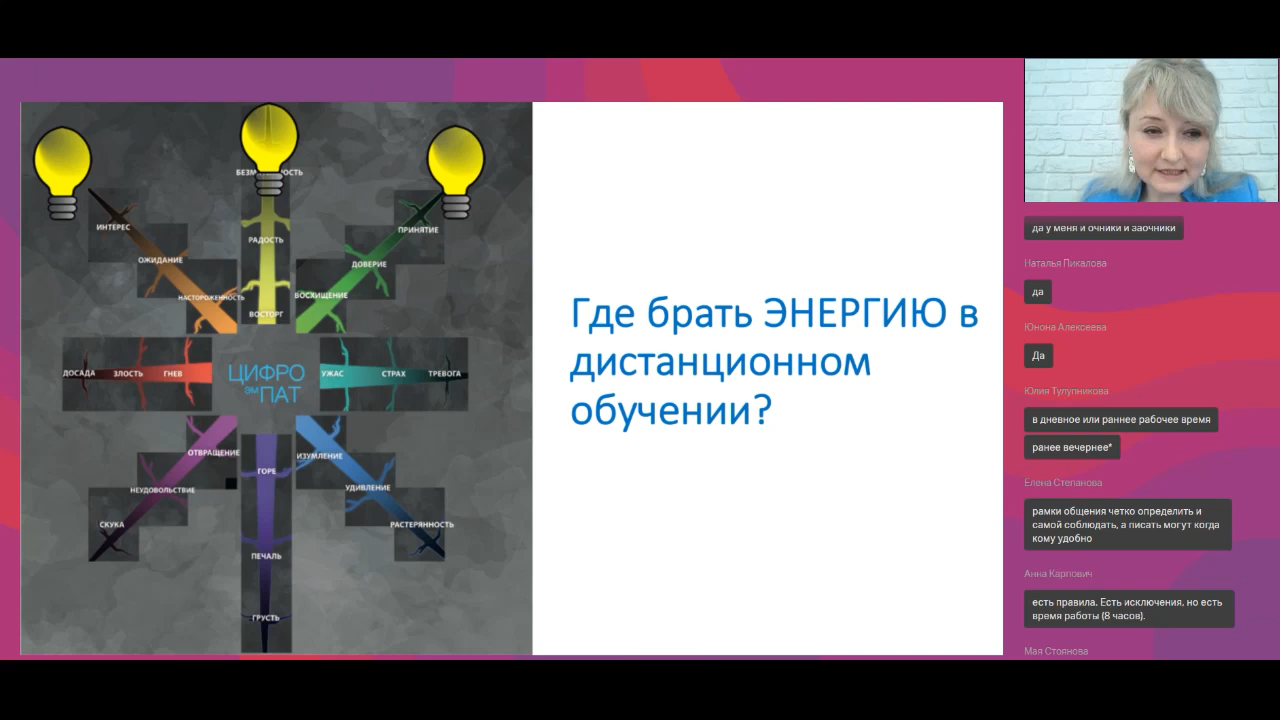 БЕЗМ
ОСТЬ
ИНТЕРЕС
ПРИНЯТИЕ
РАДОСТЬ
ОЖИДАНИЕ
ДОВЕРИЕ
НАСТОРОЖЕННОСТЬ
ВОСХИЩЕНИЕ
ВОСТОРГ
ДОСАДА
ЗЛОСТЬ
ГНЕВ
ЦИФРО
ЭМПАТ
УЖАС
СТРАХ
ТРЕВОГА
ОТВРАЩЕНИЕ
ИЗУМЛЕНИЕ
ГОРЕ
НЕУДОВОЛЬСТВИЕ
УДИВЛЕНИЕ
СКУКА
РАСТЕРЯННОСТЬ
ПЕЧАЛЬ
ГРУСТЬ
Где брать ЭНЕРГИЮ в
дистанционном
обучении?
да у меня и очники и заочники
Наталья Пикалова
да
Юнона Алексеева
Да
Юлия Тулупникова
в дневное или раннее рабочее время
ранее вечернее*
Елена Степанова
рамки общения четко определить и
самой соблюдать, а писать могут когда
кому удобно
Анна Карпович
есть правила. Есть исключения, но есть
время работы (8 часов).
Мая Стоянова